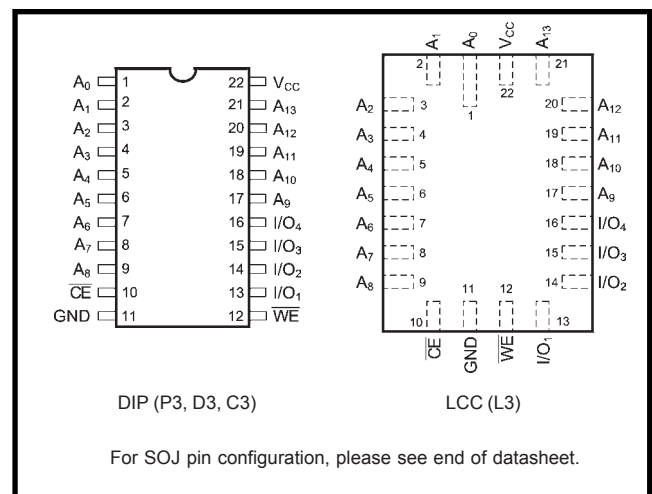 A0 1 22 VCC
A1 2 21 A13
A2 3 20 A12
A3 4 19 A11
A4 5 18 A10
A5 6 17 A9
A6 7 16 I/O4
A7 8 15 I/O3
A8 9 14 I/O2
CE 10 13 I/O1
GND 11 12 WE
DIP (P3, D3, C3)
A1 A0 VCC A13
2 1 22 21
A2 3 20 A12
A3 4 19 A11
A4 5 18 A10
A5 6 17 A9
A6 7 16 I/O4
A7 8 15 I/O3
A8 9 14 I/O2
10 11 12 13
CE GND WE I/O1
LCC (L3)
For SOJ pin configuration, please see end of datasheet.